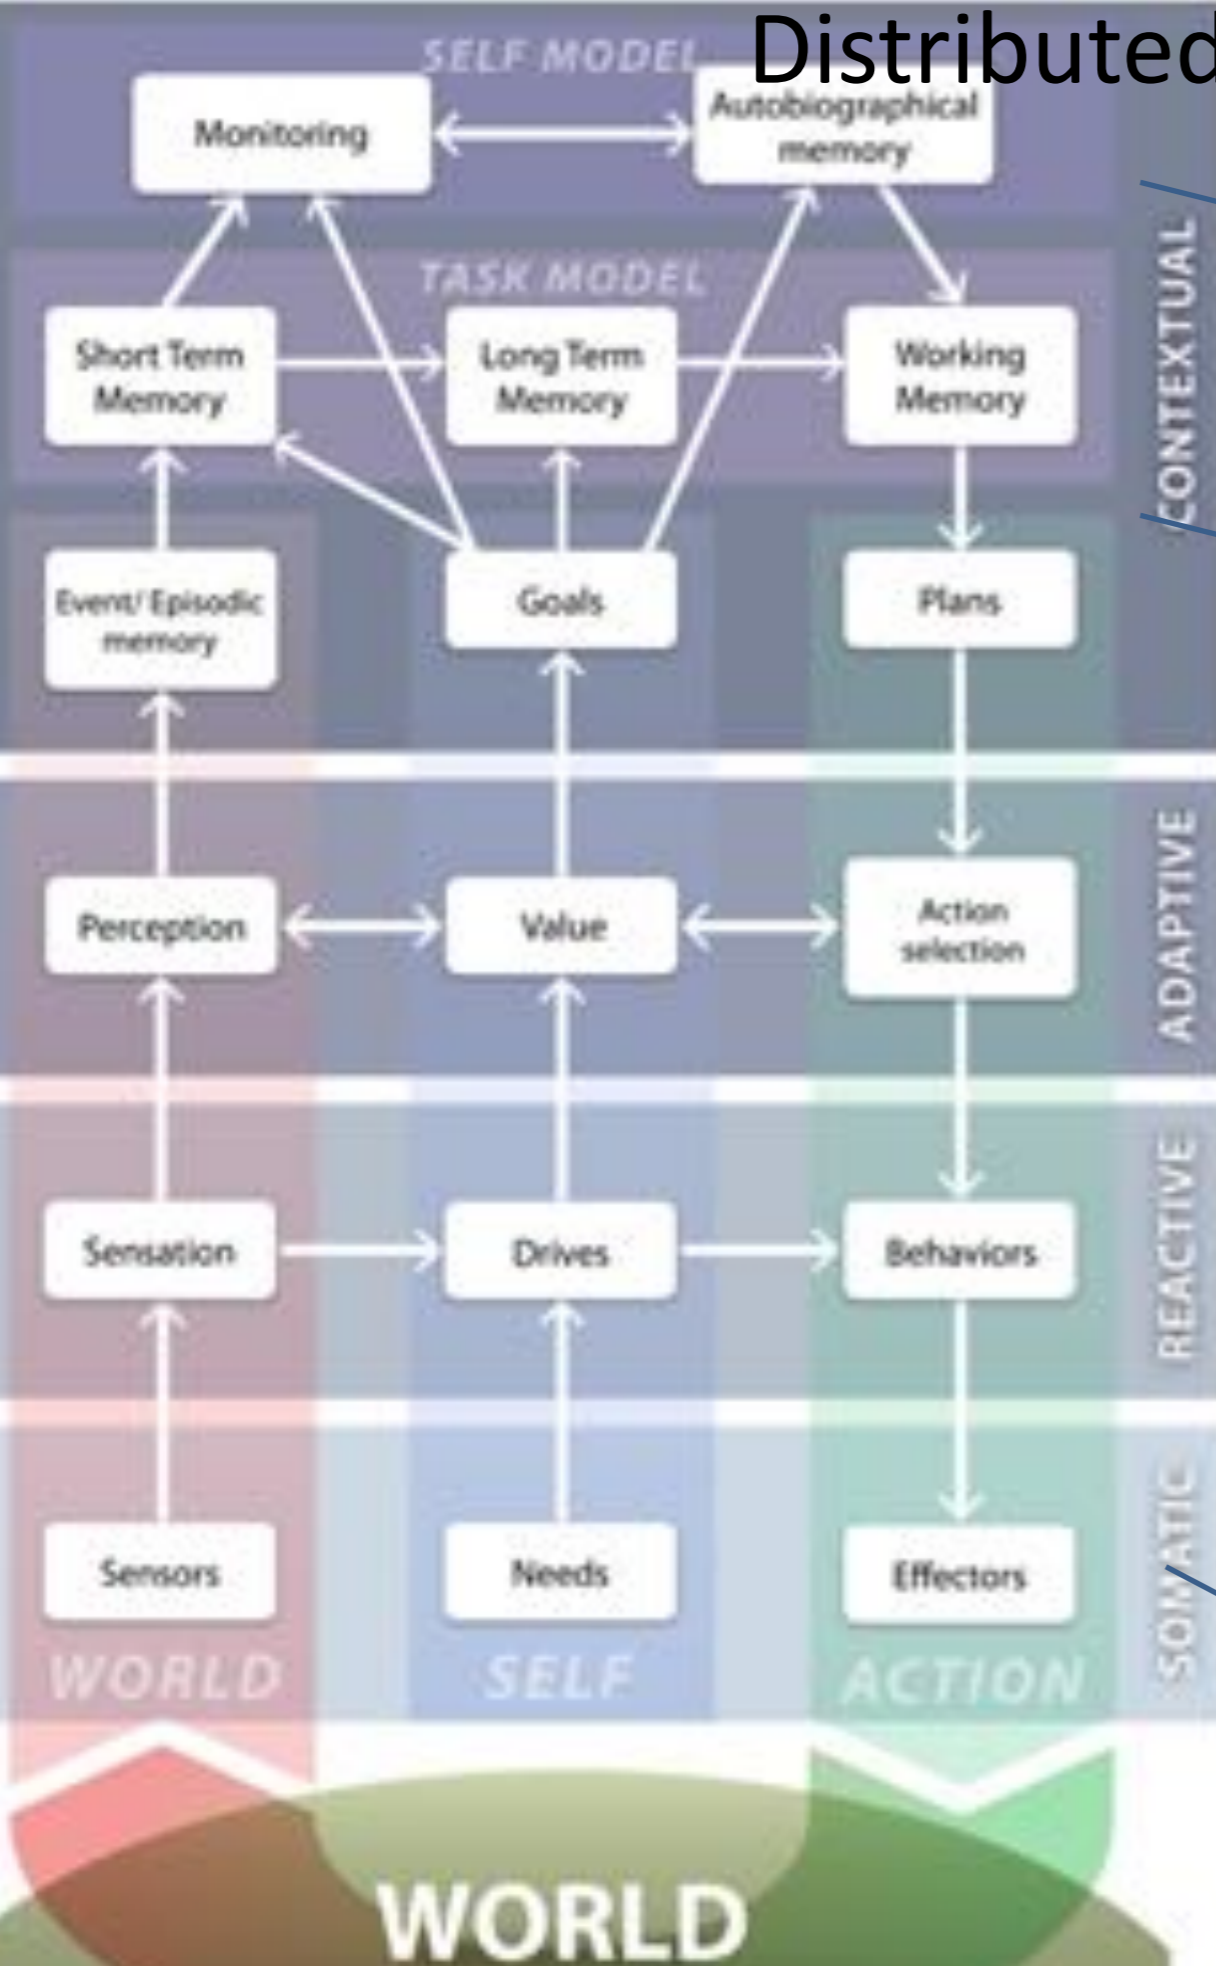 Distributed
SELF MODEL
Monitoring
Autobiographical
memory
TASK MODEL
Short Term
Memory
Long Term
Memory
Working
Memory
CONTEXTUAL
Event/ Episodic
memory
Goals
Plans
Perception
Value
Action
selection
ADAPTIVE
Sensation
Drives
Behaviors
REACTIVE
Sensors
Needs
Effectors
SOMATIC
WORLD
SELF
ACTION
WORLD